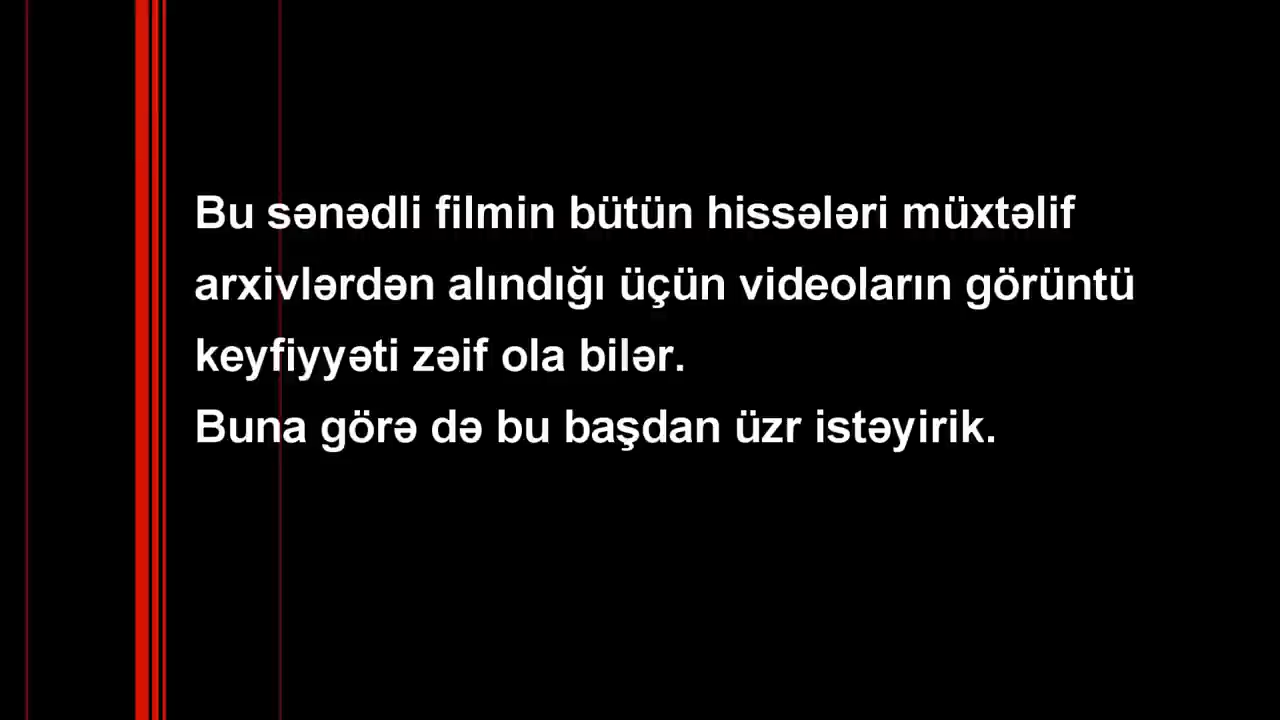 Bu sənədli filmin bütün hissələri müxtəlif
arxivlərdən alındığı üçün videoların görüntü
keyfiyyəti zəif ola bilər.
Buna görə də bu başdan üzr istəyirik.